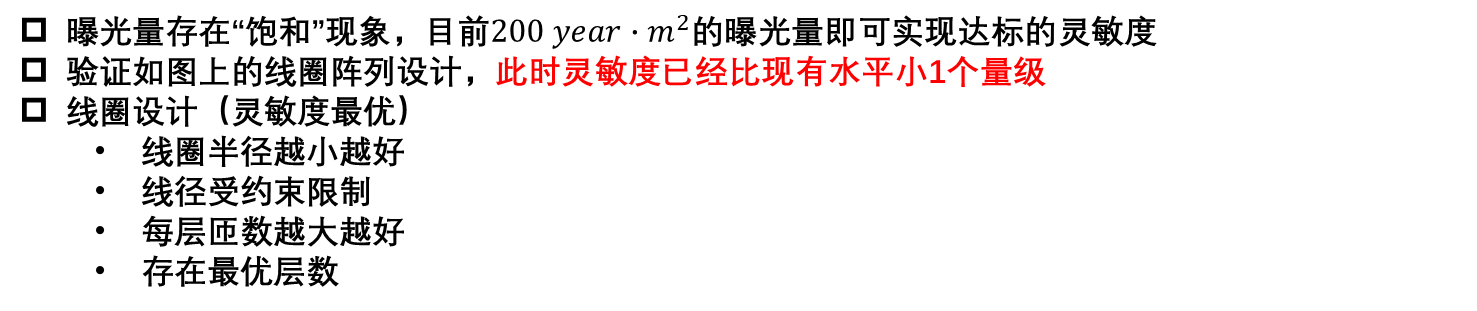 曝光量存在“饱和”现象，目前200 year · m²的曝光量即可实现达标的灵敏度
验证如图上的线圈阵列设计，此时灵敏度已经比现有水平小1个量级
线圈设计（灵敏度最优）
• 线圈半径越小越好
• 线径受约束限制
• 每层匝数越大越好
• 存在最优层数